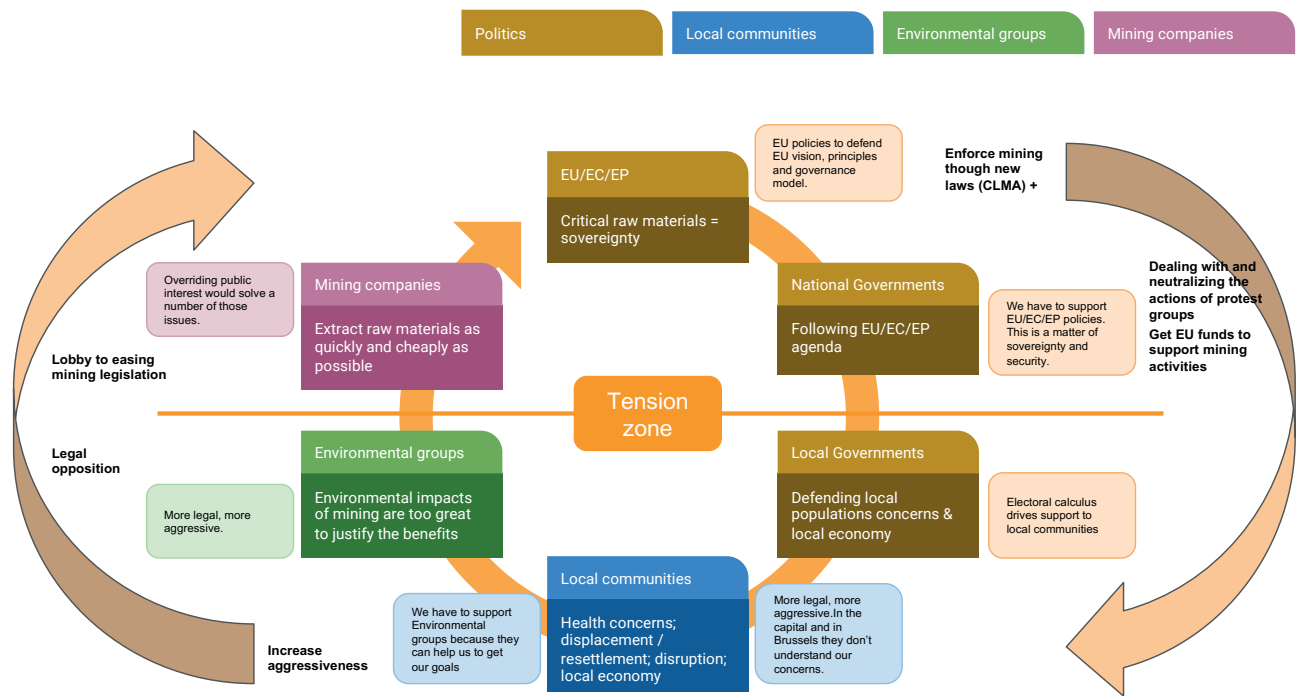 Politics
Local communities
Environmental groups
Mining companies
EU/EC/EP
Critical raw materials =
sovereignty
EU policies to defend
EU vision, principles
and governance
model.
Enforce mining
though new
laws (CLMA) +
National Governments
Following EU/EC/EP
agenda
We have to support
EU/EC/EP policies.
This is a matter of
sovereignty and
security.
Dealing with and
neutralizing the
actions of protest
groups
Get EU funds to
support mining
activities
Overriding public
interest would solve a
number of those
issues.
Mining companies
Extract raw materials as
quickly and cheaply as
possible
Lobby to easing
mining legislation
Tension
zone
Legal
opposition
More legal, more
aggressive.
Environmental groups
Environmental impacts
of mining are too great
to justify the benefits
Local Governments
Defending local
populations concerns &
local economy
Electoral calculus
drives support to
local communities
Increase
aggressiveness
We have to support
Environmental
groups because they
can help us to get
our goals
Local communities
Health concerns;
displacement /
resettlement; disruption;
local economy
More legal, more
aggressive.In the
capital and in
Brussels they don't
understand our
concerns.